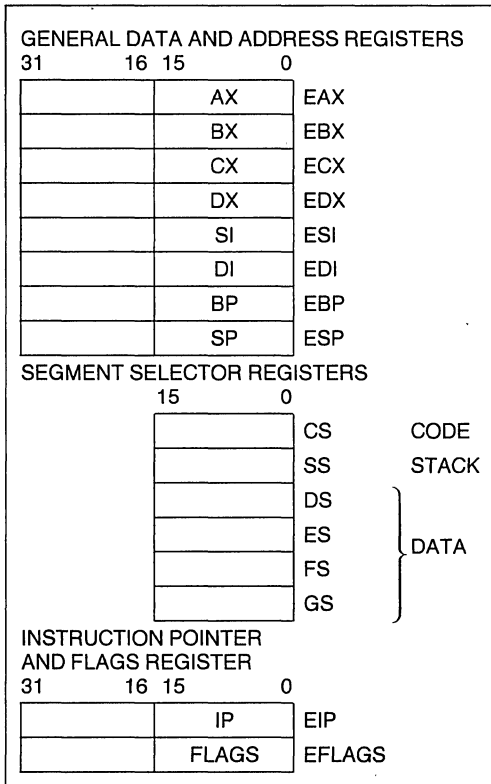 GENERAL DATA AND ADDRESS REGISTERS
31 16 15 0
AX EAX
BX EBX
CX ECX
DX EDX
SI ESI
DI EDI
BP EBP
SP ESP
SEGMENT SELECTOR REGISTERS
15 0
CS CODE
SS STACK
DS
ES
DATA
FS
GS
INSTRUCTION POINTER
AND FLAGS REGISTER
31 16 15 0
IP EIP
FLAGS EFLAGS